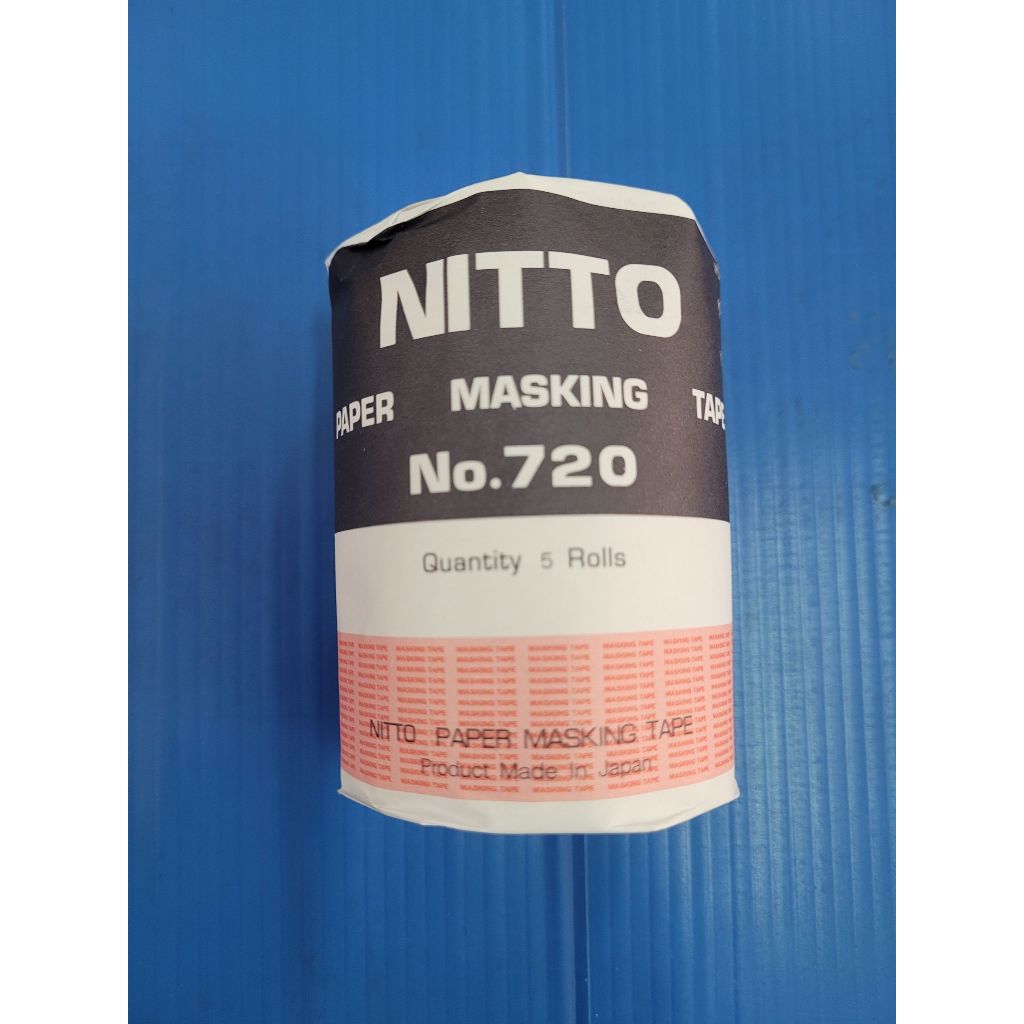 NITTO
PAPER MASKING TAPE
No.720
Quantity 5 Rolls
NITTO PAPER MASKING TAPE
Product Made In Japan